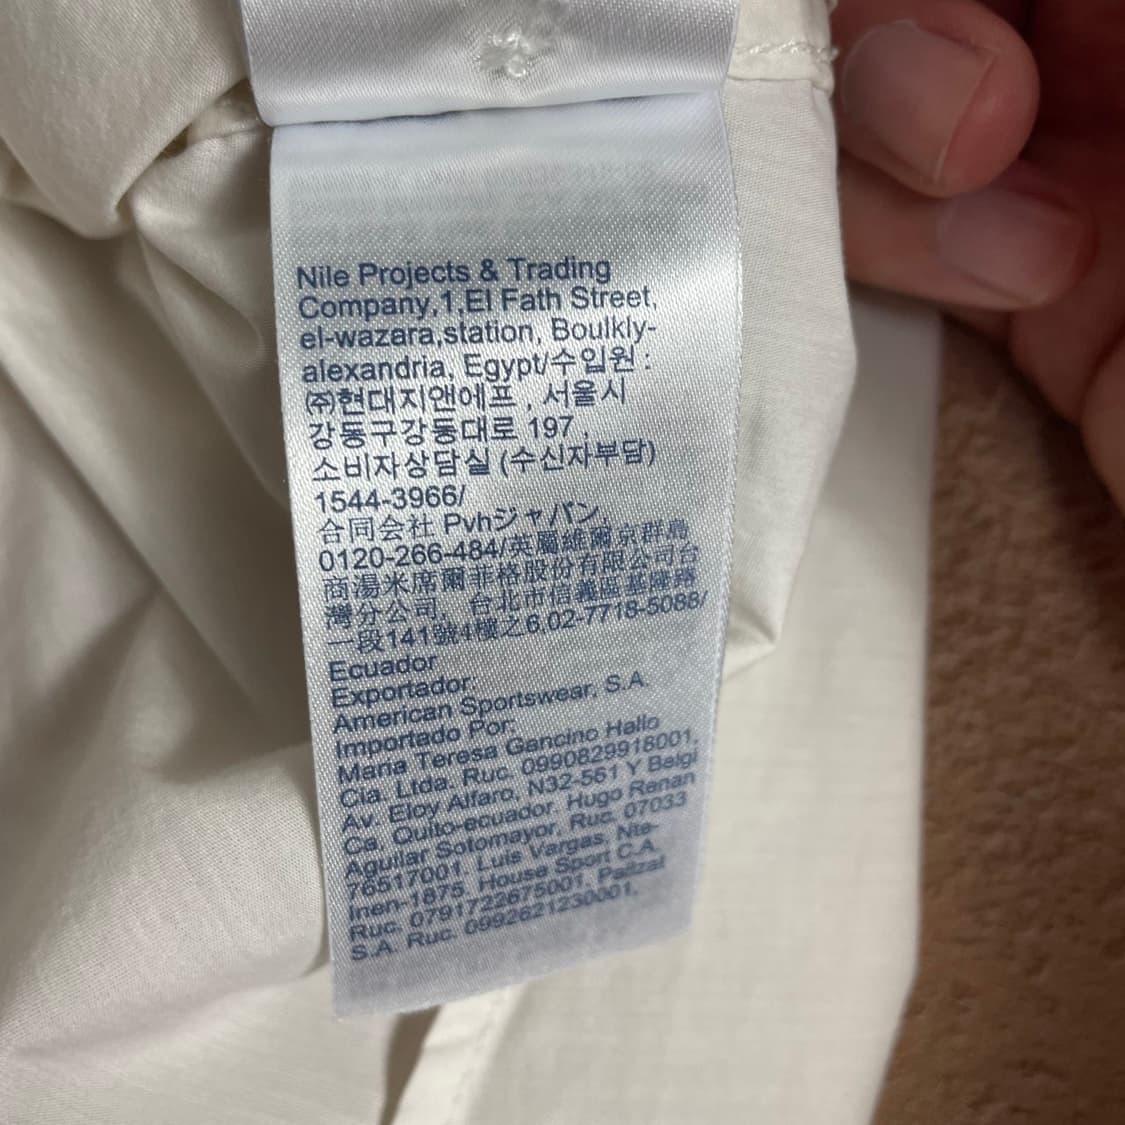 Nile Projects & Trading
Company,1,El Fath Street,
el-wazara,station, Boulkly-
alexandria, Egypt/수입원 :
㈜현대지앤에프 , 서울시
강동구강동대로 197,
소비자상담실 (수신자부담)
1544-3966/
合同会社 Pvhジャパン,
0120-266-484/英屬維爾京群島
商湯米席爾菲格股份有限公司台
灣分公司, 台北市信義區基隆路
一段141號4樓之6,02-7718-5088/
Ecuador
Exportador:
American Sportswear, S.A.
Importado Por:
Maria Teresa Gancino Hallo
Cia. Ltda. Ruc. 0990829918001,
Av. Eloy Alfaro, N32-561 Y Belgi
Ca. Quito-ecuador. Hugo Renan
Aguilar Sotomayor, Ruc. 07033
76517001. Luis Vargas, Nte-
Inen-1875, House Sport C.A.
Ruc. 0791722675001, Pailzat
S.A. Ruc. 0992621230001,